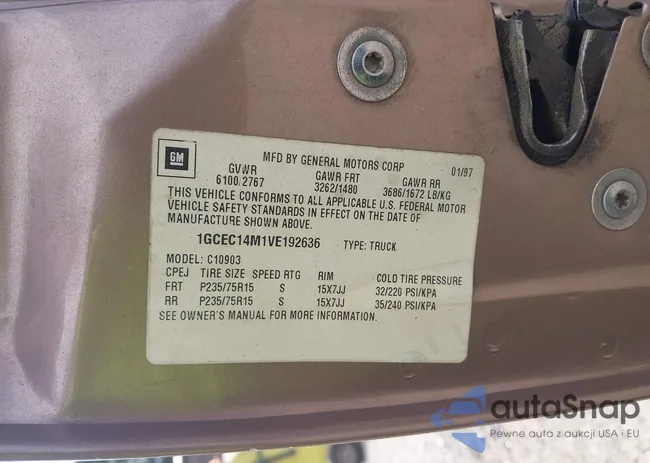 GM
MFD BY GENERAL MOTORS CORP 01/97
GVWR GAWR FRT GAWR RR
6100/2767 3262/1480 3686/1672 LB/KG
THIS VEHICLE CONFORMS TO ALL APPLICABLE U.S. FEDERAL MOTOR
VEHICLE SAFETY STANDARDS IN EFFECT ON THE DATE OF
MANUFACTURE SHOWN ABOVE.
1GCEC14M1VE192636 TYPE: TRUCK
MODEL: C10903
CPEJ TIRE SIZE SPEED RTG RIM COLD TIRE PRESSURE
FRT P235/75R15 S 15X7JJ 32/220 PSI/KPA
RR P235/75R15 S 15X7JJ 35/240 PSI/KPA
SEE OWNER'S MANUAL FOR MORE INFORMATION.
autoSnap
Pewne auta z aukcji USA i EU